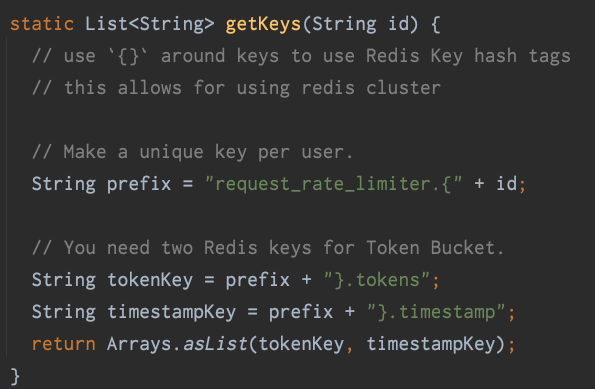 static List<String> getKeys(String id) {
// use `{}` around keys to use Redis Key hash tags
// this allows for using redis cluster
// Make a unique key per user.
String prefix = "request_rate_limiter.{" + id;
// You need two Redis keys for Token Bucket.
String tokenKey = prefix + "}.tokens";
String timestampKey = prefix + "}.timestamp";
return Arrays.asList(tokenKey, timestampKey);
}